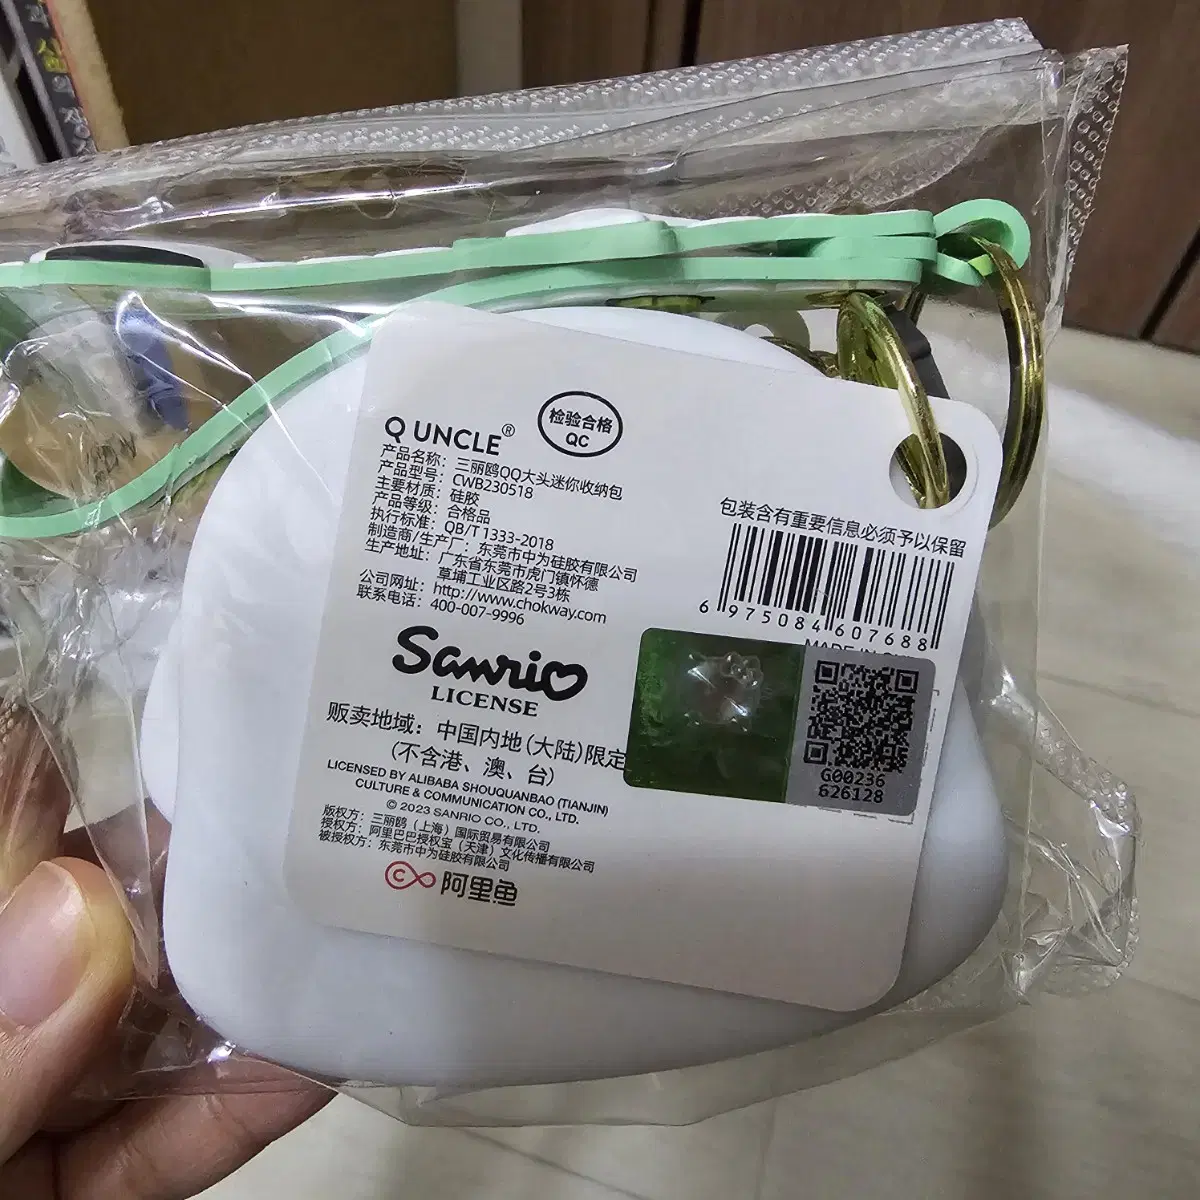 Q UNCLE®
检验合格
QC
产品名称：三丽鸥QQ大头迷你收纳包
产品型号：CWB230518
主要材质：硅胶
产品等级：合格品
执行标准：QB/T 1333-2018
制造商/生产厂：东莞市中为硅胶有限公司
生产地址：广东省东莞市虎门镇怀德
草埔工业区路2号3栋
公司网址：http://www.chokway.com
联系电话：400-007-9996
Sanrio
LICENSE
贩卖地域：中国内地(大陆)限定
(不含港、澳、台)
LICENSED BY ALIBABA SHOUQUANBAO (TIANJIN)
CULTURE & COMMUNICATION CO., LTD.
© 2023 SANRIO CO., LTD.
版权方：三丽鸥（上海）国际贸易有限公司
授权方：阿里巴巴授权宝（天津）文化传播有限公司
被授权方：东莞市中为硅胶有限公司
阿里鱼
包装含有重要信息必须予以保留
6 975084 607688
MADE IN
G00236
626128